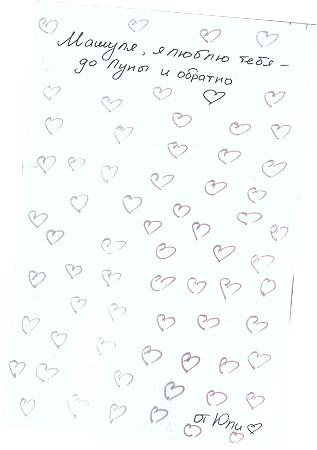 Машуля, я люблю тебя –
до Луны и обратно ♡
от Юли ♡